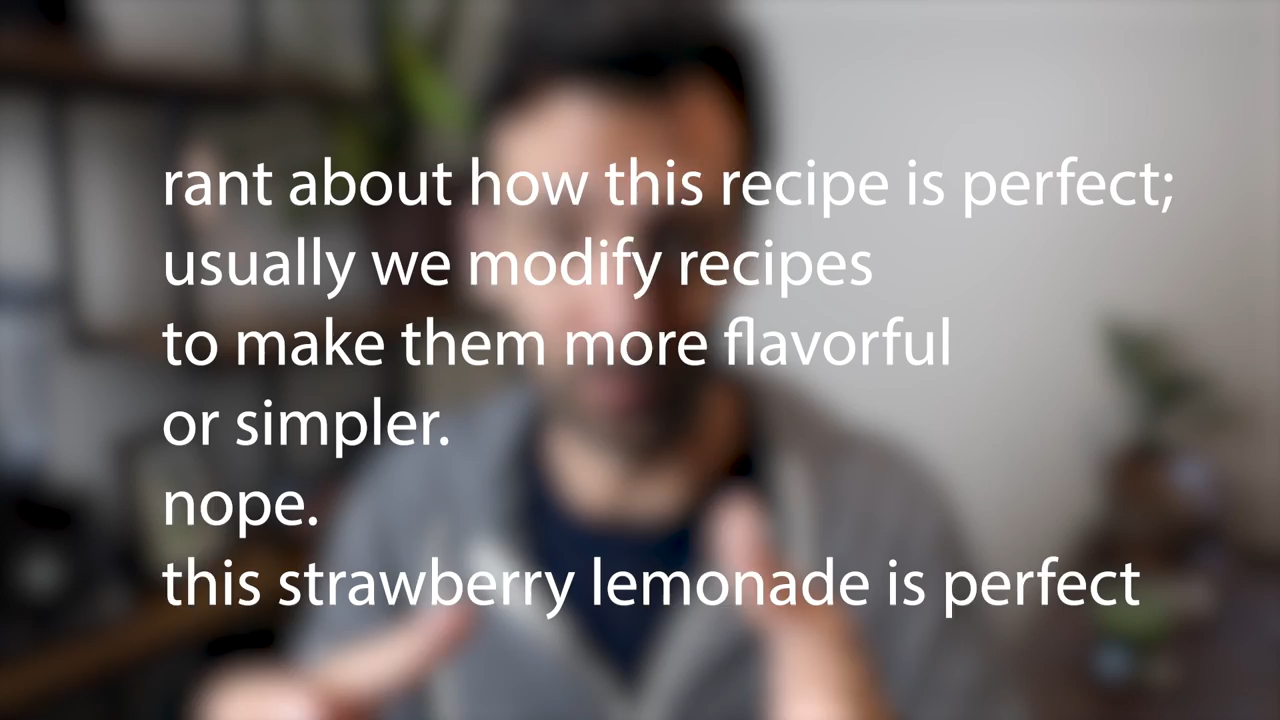 rant about how this recipe is perfect;
usually we modify recipes
to make them more flavorful
or simpler.
nope.
this strawberry lemonade is perfect